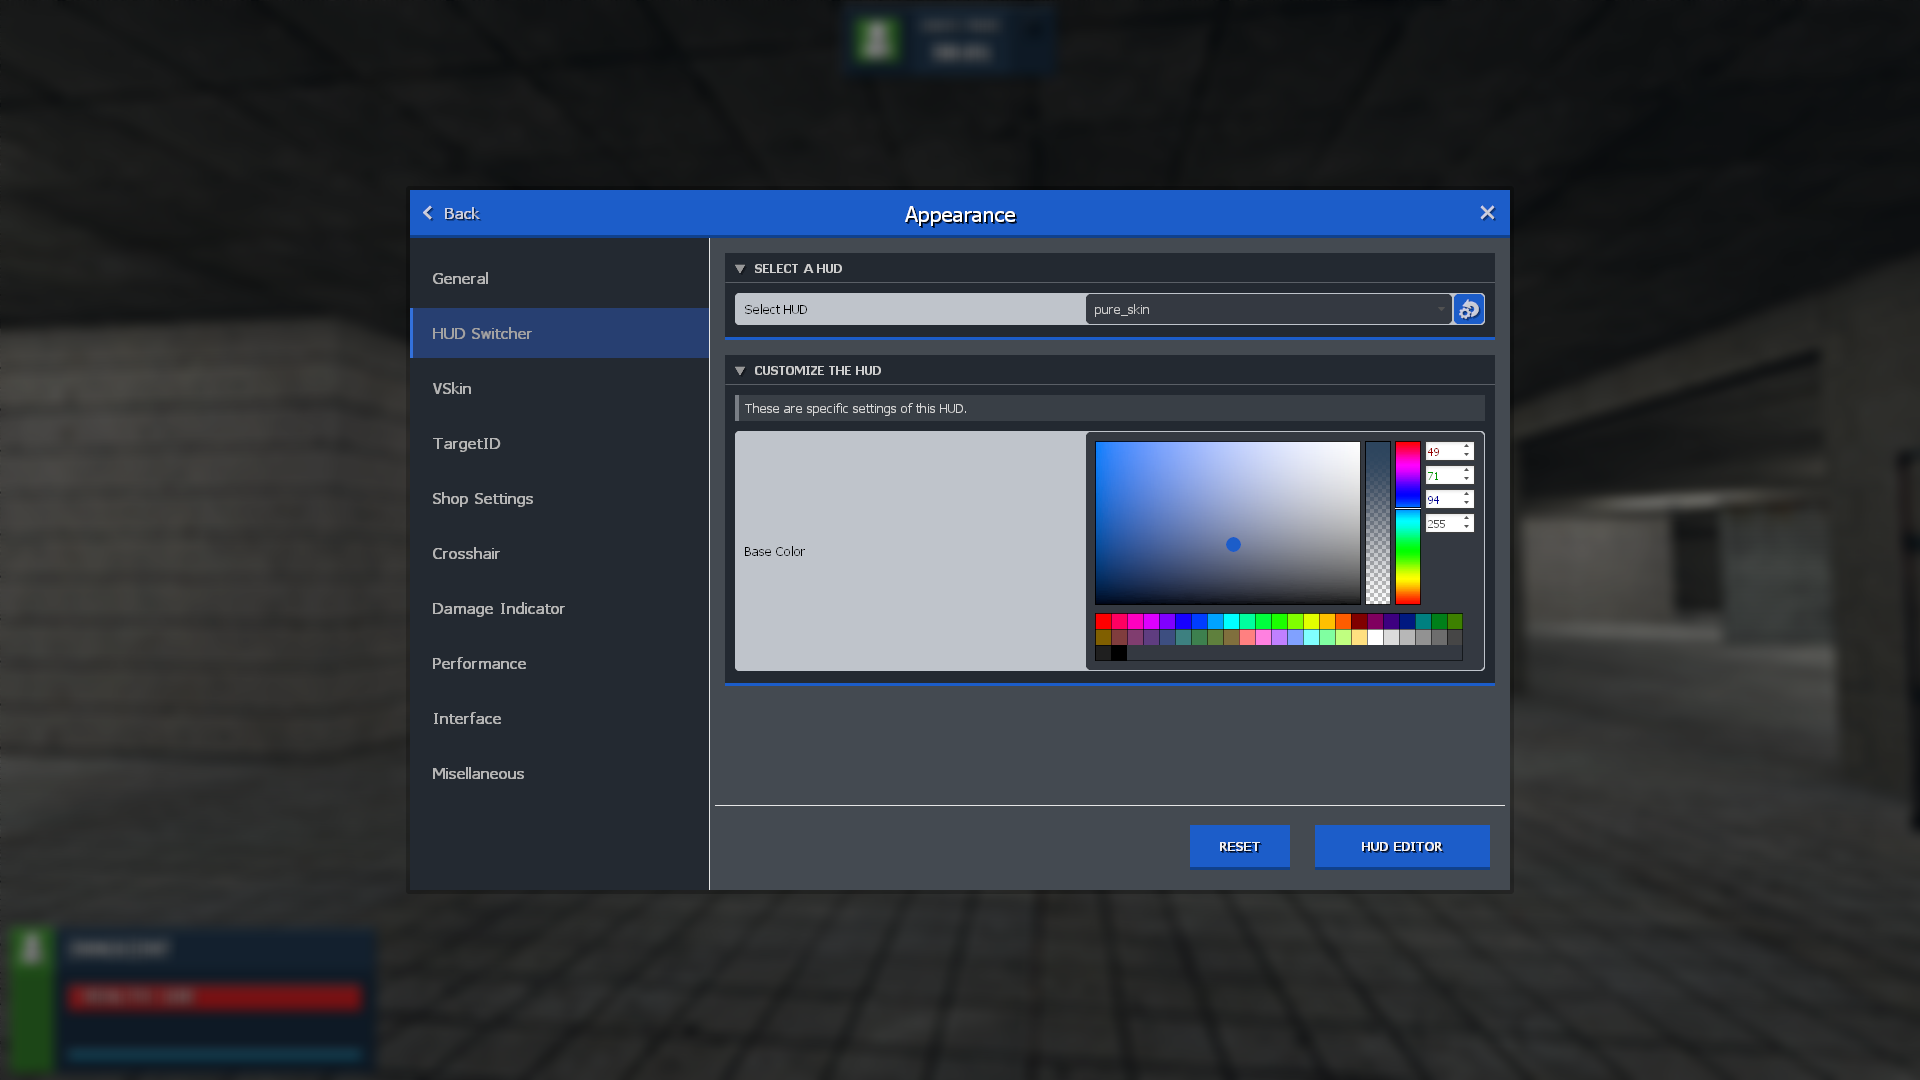 Back
Appearance
General
HUD Switcher
VSkin
TargetID
Shop Settings
Crosshair
Damage Indicator
Performance
Interface
Misellaneous
SELECT A HUD
Select HUD
pure_skin
CUSTOMIZE THE HUD
These are specific settings of this HUD.
Base Color
49
71
94
255
RESET
HUD EDITOR